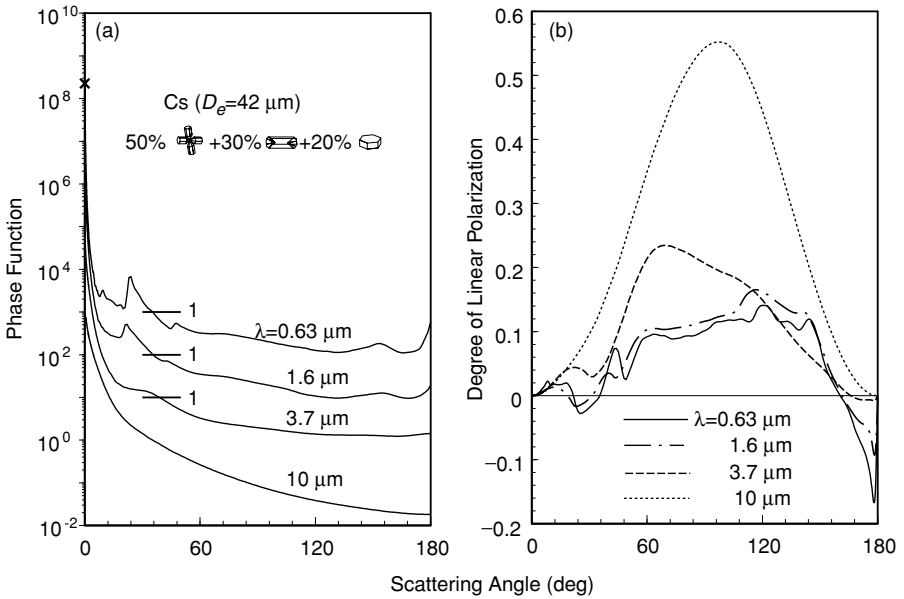 (a)
10^10
10^8
10^6
10^4
10^2
10^0
10^-2
Phase Function
Cs (D_e=42 μm)
50% +30% +20%
1
1
1
λ=0.63 μm
1.6 μm
3.7 μm
10 μm
0 60 120 180
(b)
0.6
0.5
0.4
0.3
0.2
0.1
0
−0.1
−0.2
Degree of Linear Polarization
λ=0.63 μm
1.6 μm
3.7 μm
10 μm
0 60 120 180
Scattering Angle (deg)